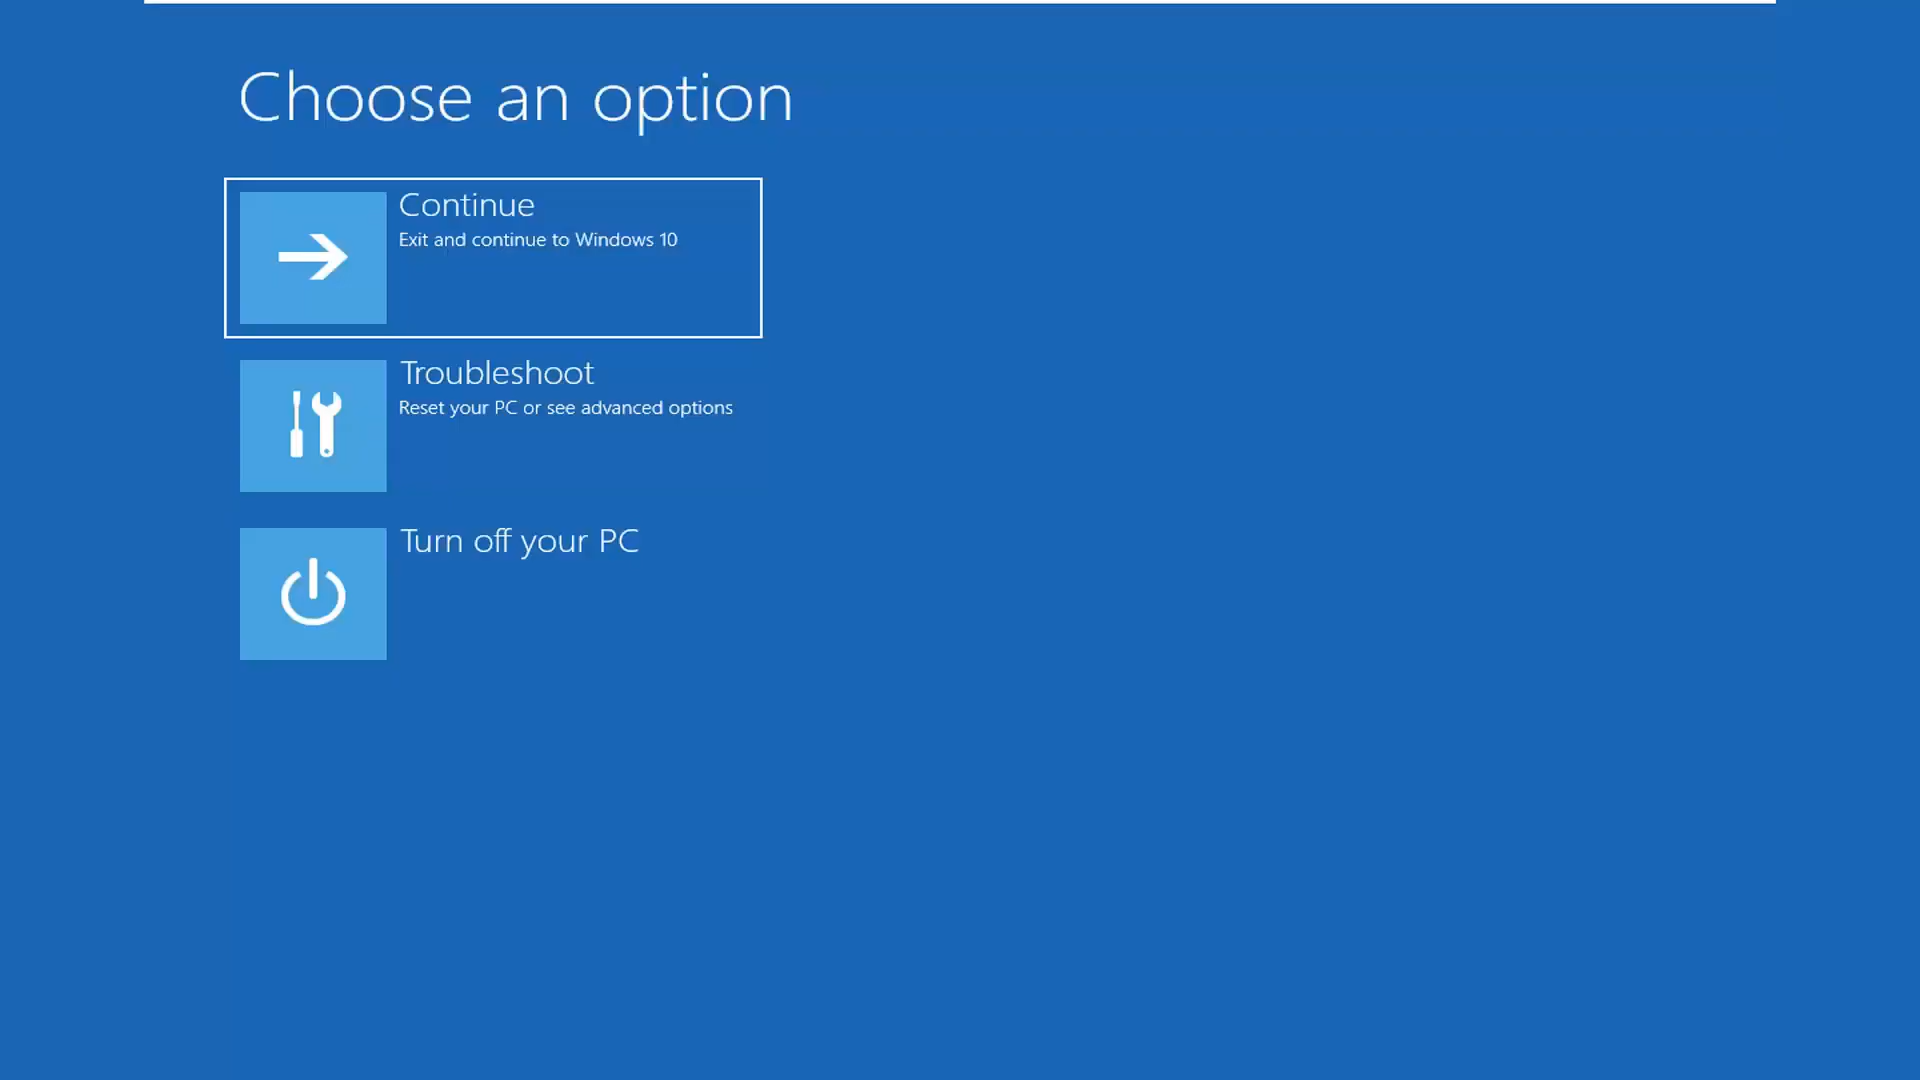 Choose an option
Continue
Exit and continue to Windows 10
Troubleshoot
Reset your PC or see advanced options
Turn off your PC